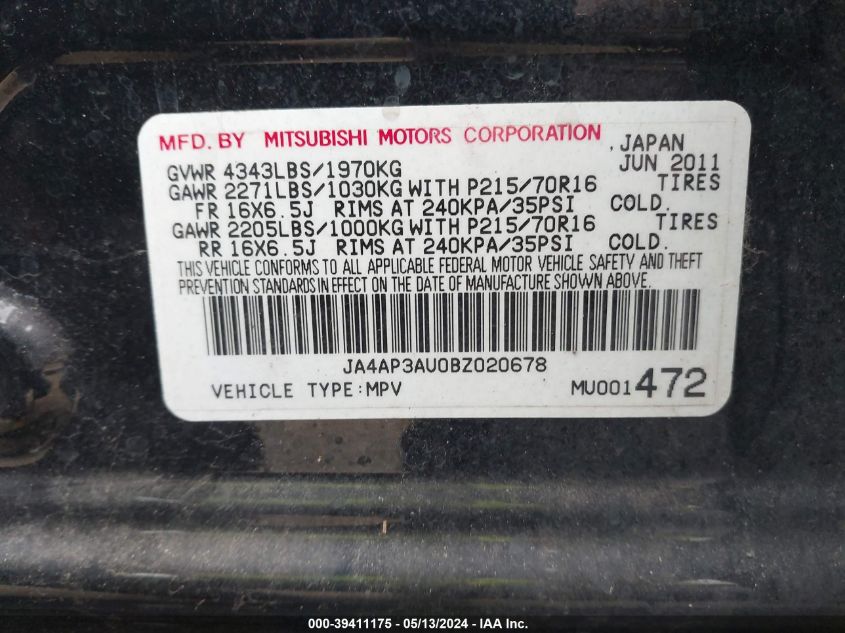 MFD. BY MITSUBISHI MOTORS CORPORATION , JAPAN
GVWR 4343LBS/1970KG JUN 2011
GAWR 2271LBS/1030KG WITH P215/70R16 TIRES
FR 16X6.5J RIMS AT 240KPA/35PSI COLD.
GAWR 2205LBS/1000KG WITH P215/70R16 TIRES
RR 16X6.5J RIMS AT 240KPA/35PSI COLD.
THIS VEHICLE CONFORMS TO ALL APPLICABLE FEDERAL MOTOR VEHICLE SAFETY AND THEFT
PREVENTION STANDARDS IN EFFECT ON THE DATE OF MANUFACTURE SHOWN ABOVE.
JA4AP3AU0BZ020678
VEHICLE TYPE:MPV MU001472
000-39411175 - 05/13/2024 - IAA Inc.